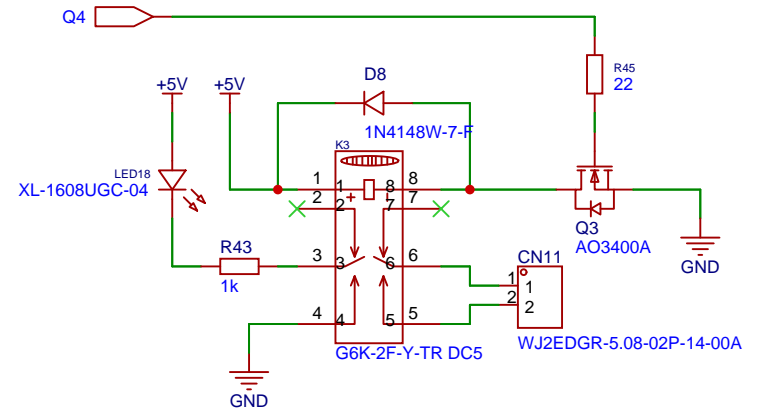 Q4
R45
22
+5V
+5V
D8
1N4148W-7-F
K3
LED18
XL-1608UGC-04
1
1
+
8
8
2
2
7
7
Q3
AO3400A
GND
R43
1k
3
3
6
6
CN11
1
1
2
2
4
4
5
5
G6K-2F-Y-TR DC5
WJ2EDGR-5.08-02P-14-00A
GND